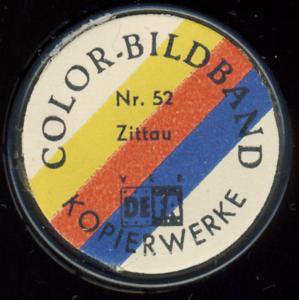 COLOR-BILDBAND
Nr. 52
Zittau
VEB
DEFA
KOPIERWERKE